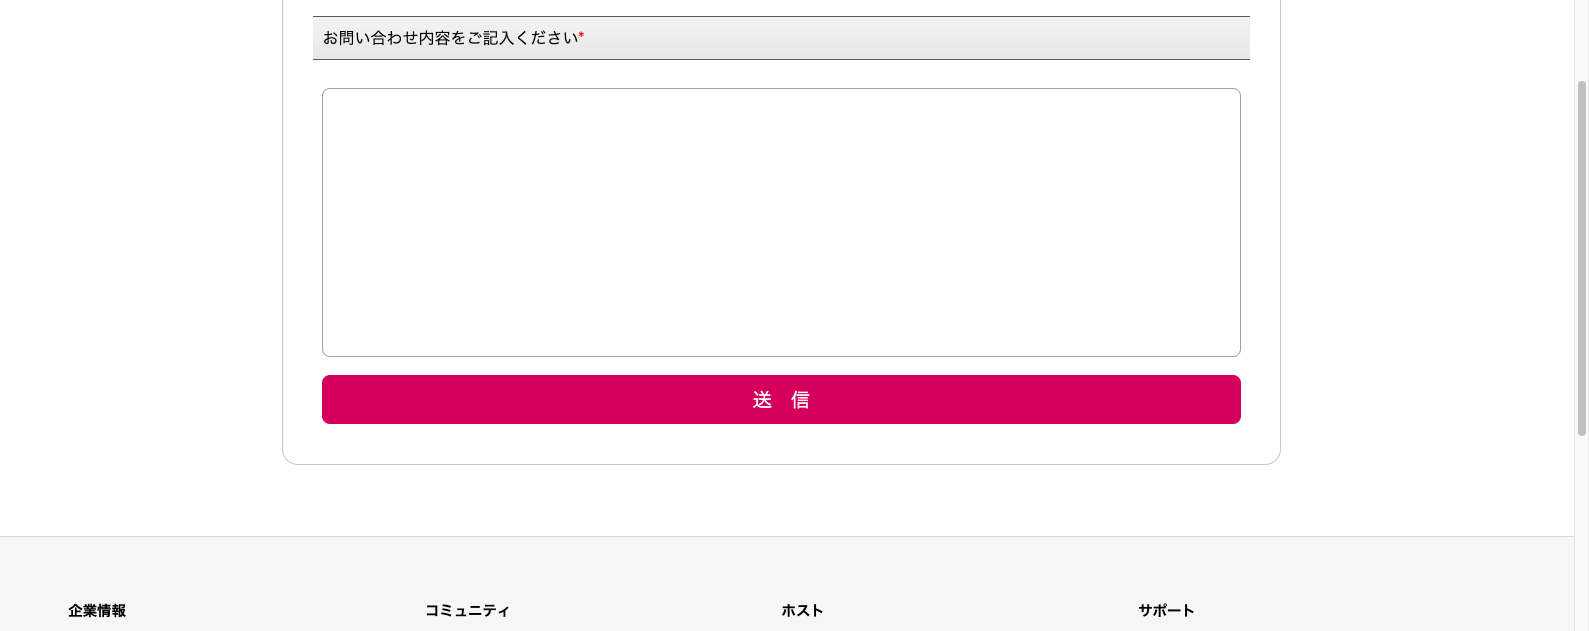 お問い合わせ内容をご記入ください*
送　信
企業情報
コミュニティ
ホスト
サポート